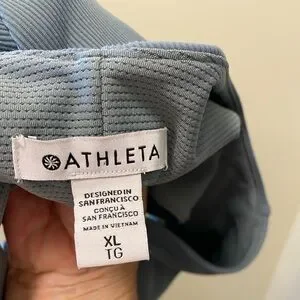 ATHLETA
DESIGNED IN
SAN FRANCISCO
CONÇU À
SAN FRANCISCO
MADE IN VIETNAM
XL
TG